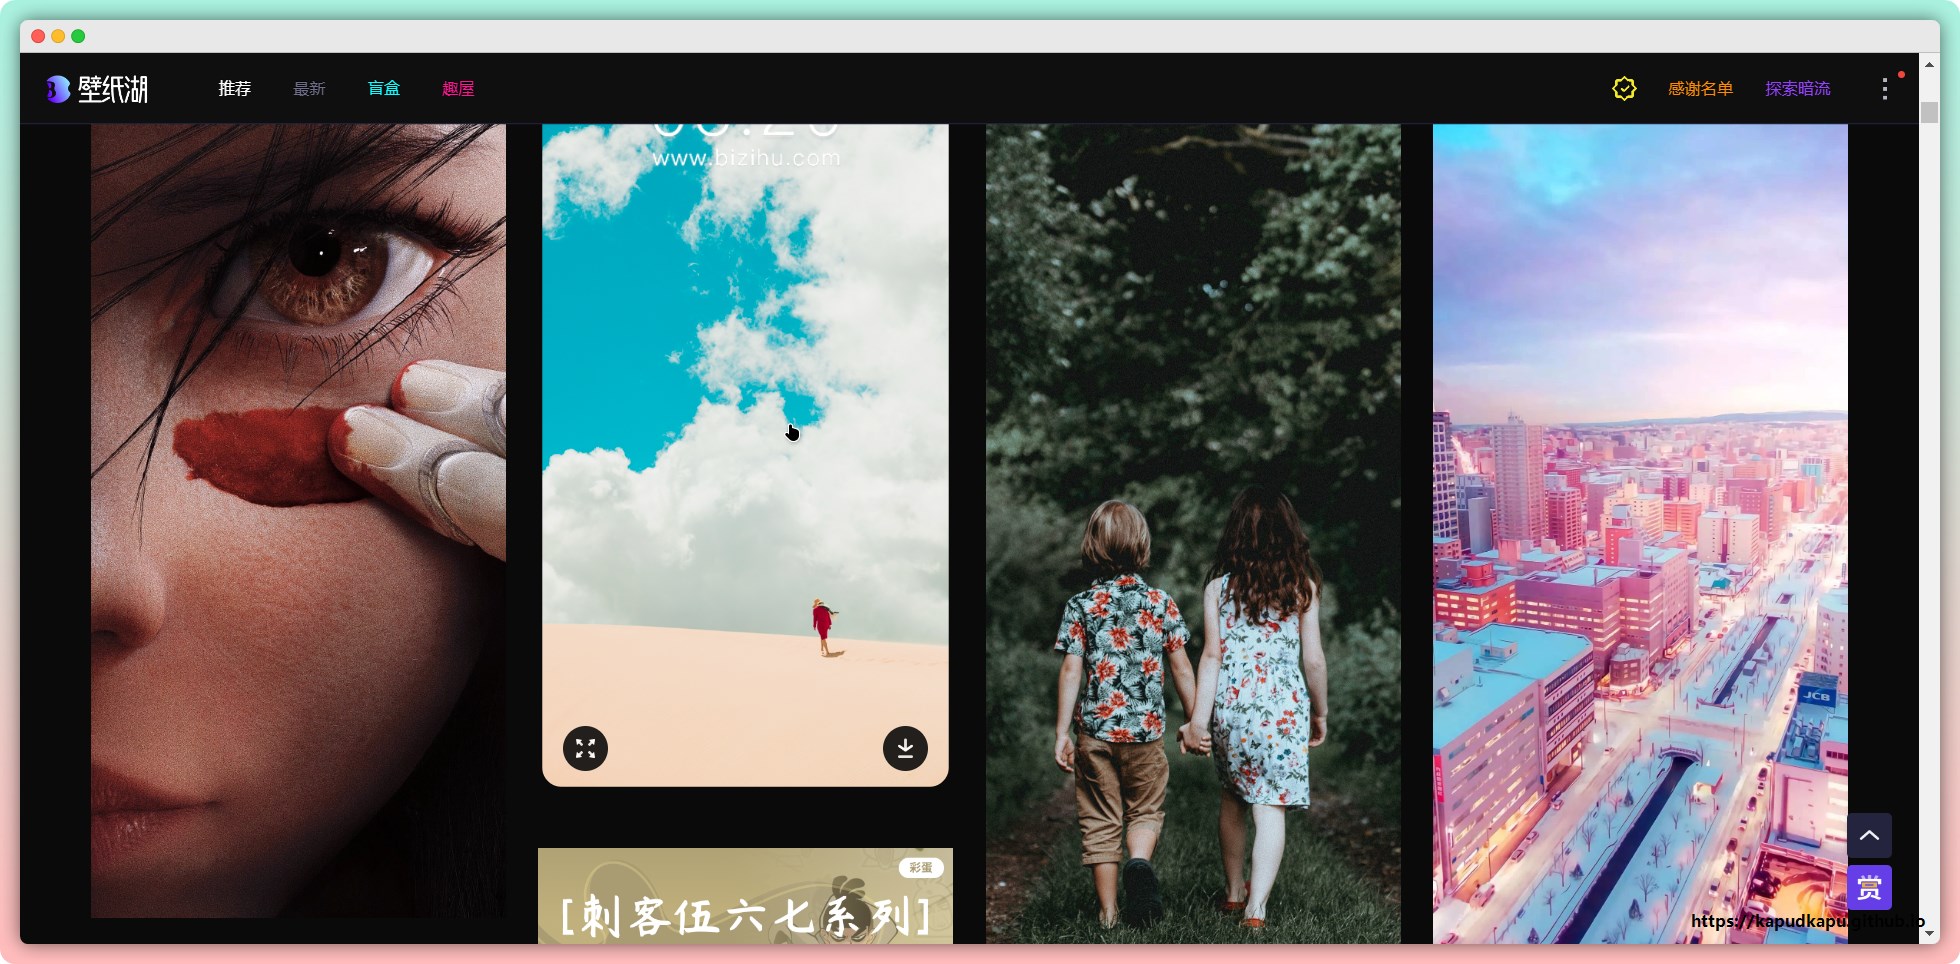 壁纸湖
推荐
最新
盲盒
趣屋
感谢名单
探索暗流
www.bizihu.com
JCB
彩蛋
[刺客伍六七系列]
赏
https://kapudkapu.github.io